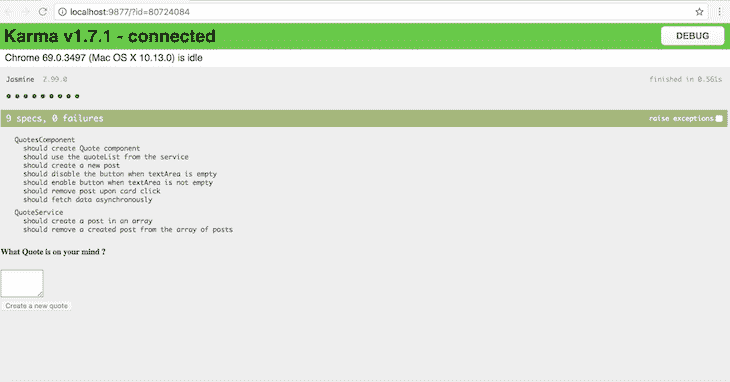 localhost:9877/?id=80724084
Karma v1.7.1 - connected
DEBUG
Chrome 69.0.3497 (Mac OS X 10.13.0) is idle
Jasmine 2.99.0
finished in 0.561s
9 specs, 0 failures
raise exceptions
QuotesComponent
should create Quote component
should use the quoteList from the service
should create a new post
should disable the button when textArea is empty
should enable button when textArea is not empty
should remove post upon card click
should fetch data asynchronously
QuoteService
should create a post in an array
should remove a created post from the array of posts
What Quote is on your mind ?
Create a new quote